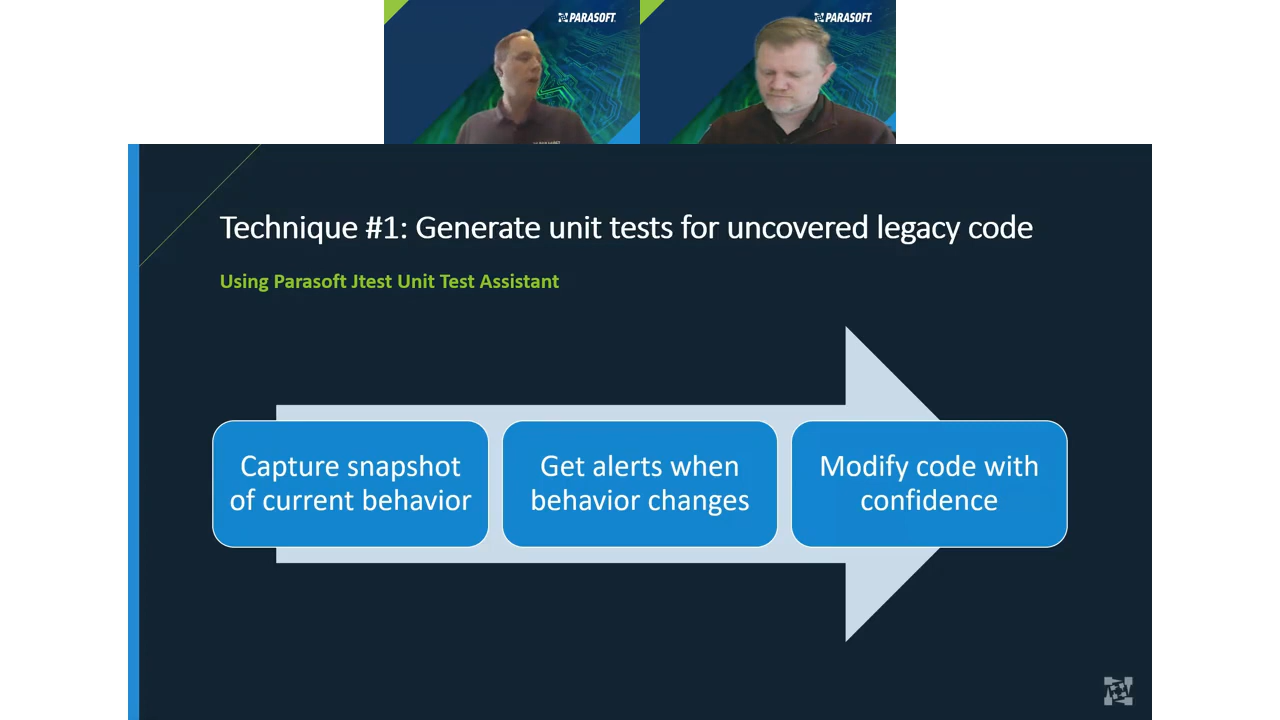 PARASOFT.
PARASOFT.
Technique #1: Generate unit tests for uncovered legacy code
Using Parasoft Jtest Unit Test Assistant
Capture snapshot
of current behavior
Get alerts when
behavior changes
Modify code with
confidence